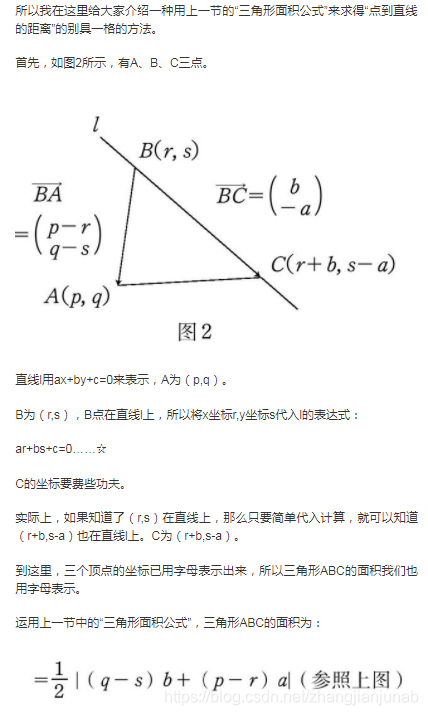 所以我在这里给大家介绍一种用上一节的“三角形面积公式”来求得“点到直线
的距离”的别具一格的方法。
首先，如图2所示，有A、B、C三点。
l
B(r, s)
BA
=(p−r
q−s)
BC=(b
−a)
C(r+b, s−a)
A(p, q)
图2
直线l用ax+by+c=0来表示，A为（p,q）。
B为（r,s），B点在直线l上，所以将x坐标r,y坐标s代入l的表达式：
ar+bs+c=0……☆
C的坐标要费些功夫。
实际上，如果知道了（r,s）在直线上，那么只要简单代入计算，就可以知道
（r+b,s-a）也在直线l上。C为（r+b,s-a）。
到这里，三个顶点的坐标已用字母表示出来，所以三角形ABC的面积我们也
用字母表示。
运用上一节中的“三角形面积公式”，三角形ABC的面积为：
=1/2|(q−s)b+(p−r)a|(参照上图)
https://blog.csdn.net/zhangjianjunab